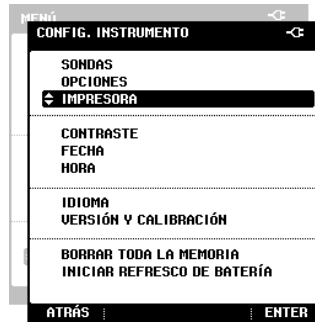 MENÚ
CONFIG. INSTRUMENTO
SONDAS
OPCIONES
IMPRESORA
CONTRASTE
FECHA
HORA
IDIOMA
VERSIÓN Y CALIBRACIÓN
BORRAR TODA LA MEMORIA
INICIAR REFRESCO DE BATERÍA
ATRÁS ENTER